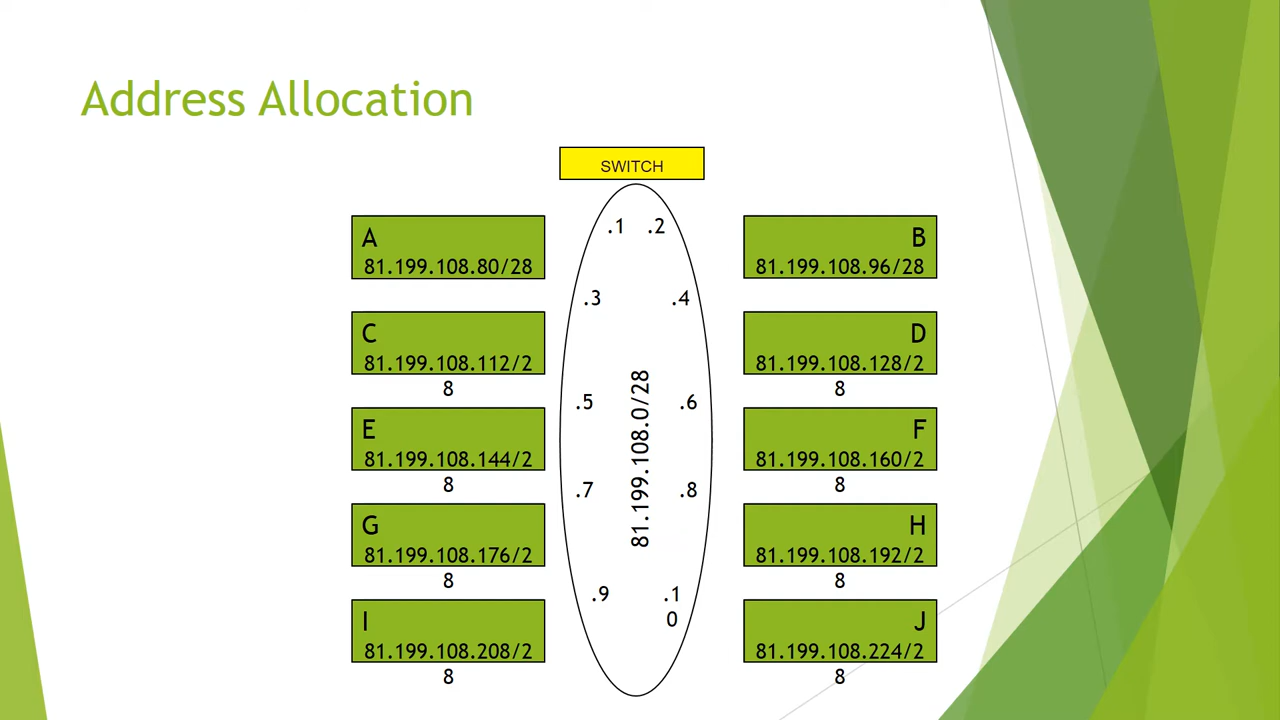 Address Allocation
SWITCH
.1 .2
A
81.199.108.80/28
B
81.199.108.96/28
.3 .4
C
81.199.108.112/2
8
D
81.199.108.128/2
8
81.199.108.0/28
.5 .6
E
81.199.108.144/2
8
F
81.199.108.160/2
8
.7 .8
G
81.199.108.176/2
8
H
81.199.108.192/2
8
.9 .1
0
I
81.199.108.208/2
8
J
81.199.108.224/2
8